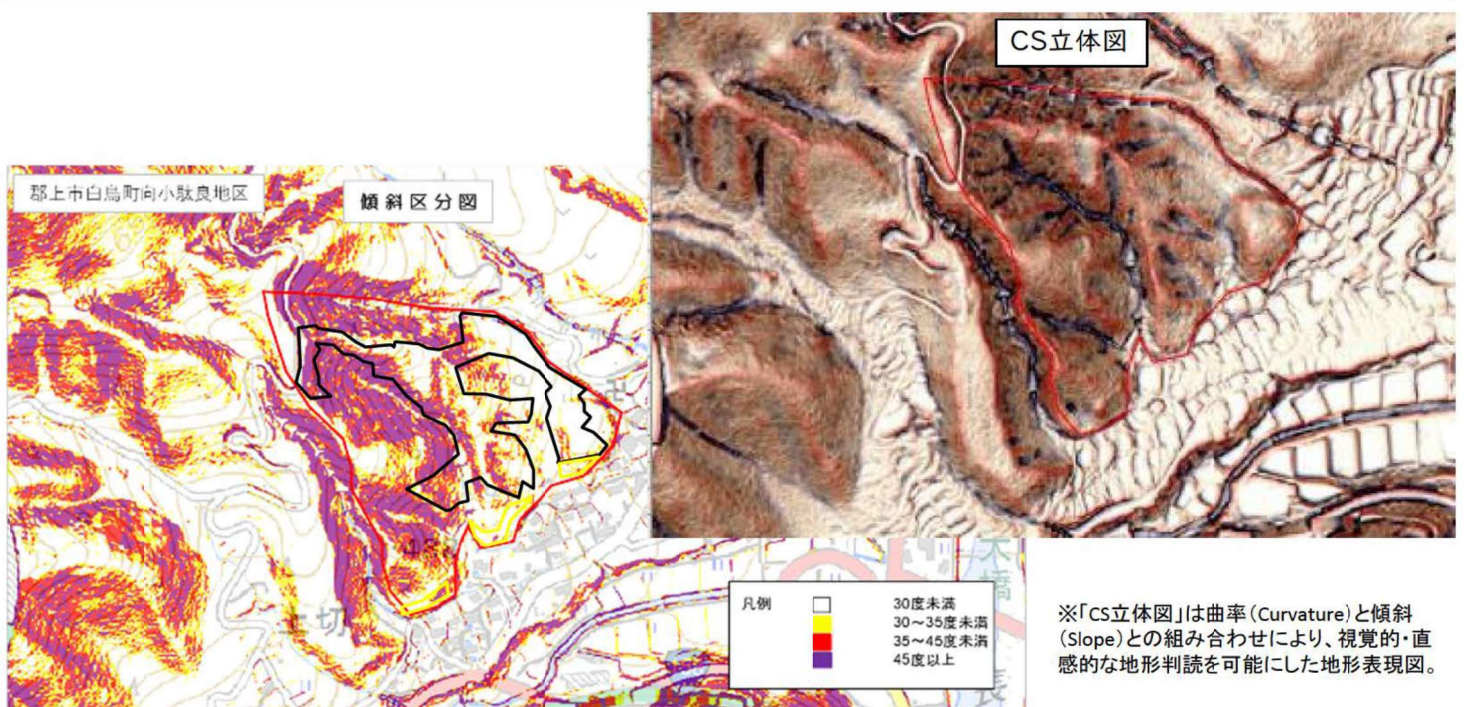 CS立体図
郡上市白鳥町向小駄良地区
傾斜区分図
凡例
30度未満
30~35度未満
35~45度未満
45度以上
※「CS立体図」は曲率(Curvature)と傾斜
(Slope)との組み合わせにより、視覚的・直
感的な地形判読を可能にした地形表現図。
切
大
橋
長